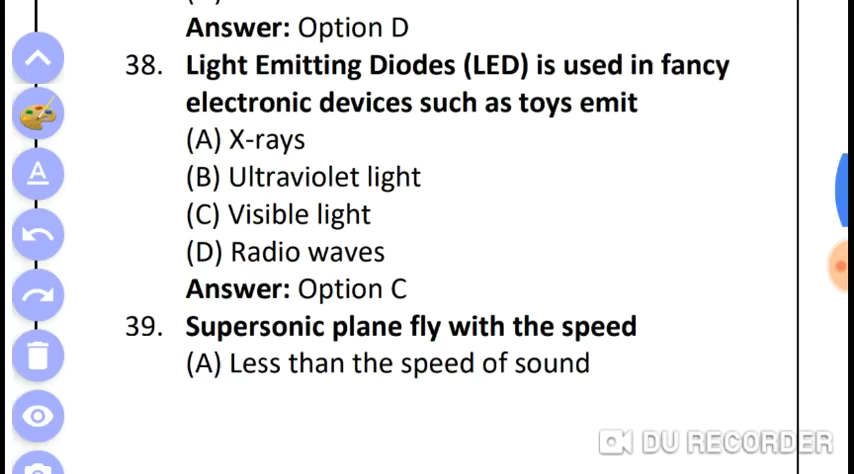 Answer: Option D
38. Light Emitting Diodes (LED) is used in fancy
electronic devices such as toys emit
(A) X-rays
(B) Ultraviolet light
(C) Visible light
(D) Radio waves
Answer: Option C
39. Supersonic plane fly with the speed
(A) Less than the speed of sound
DU RECORDER